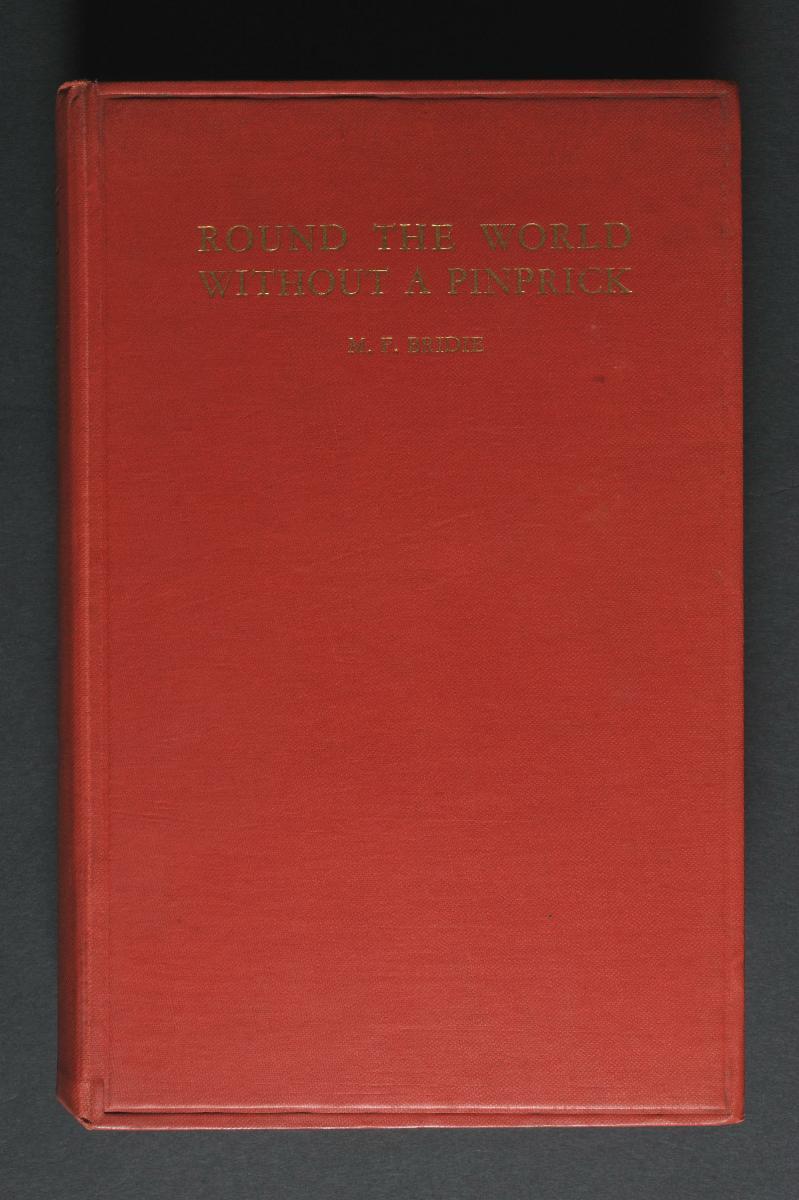 ROUND THE WORLD
WITHOUT A PINPRICK
M. F. BRIDIE